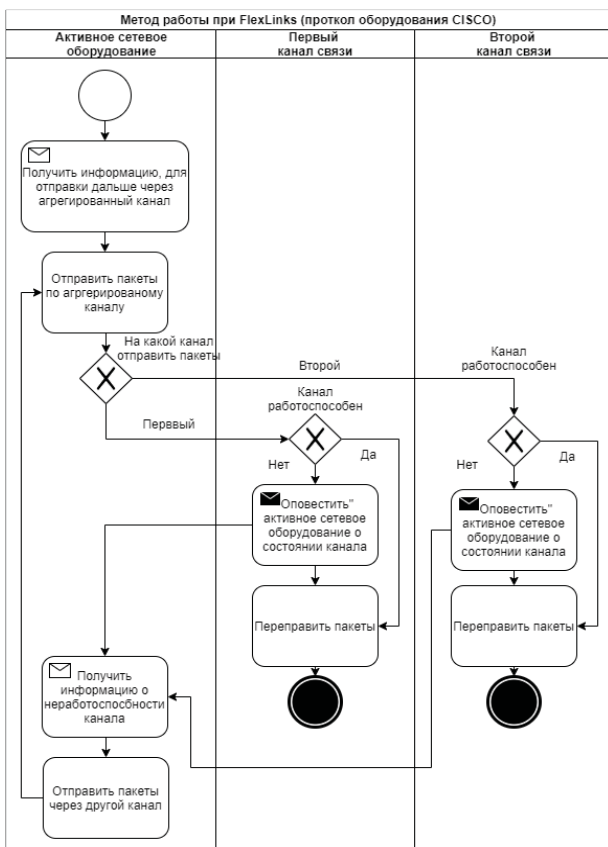 Метод работы при FlexLinks (проткол оборудования CISCO)
Активное сетевое
оборудование
Первый
канал связи
Второй
канал связи
Получить информацию, для
отправки дальше через
агрегированный канал
Отправить пакеты
по агргерированому
каналу
На какой канал
отправить пакеты
Второй
Канал
работоспособен
Перввый
Канал
работоспособен
Нет
Да
Нет
Да
Оповестить"
активное сетевое
оборудование о
состоянии канала
Оповестить"
активное сетевое
оборудование о
состоянии канала
Переправить пакеты
Переправить пакеты
Получить
информацию о
неработоспосбности
канала
Отправить пакеты
через другой канал